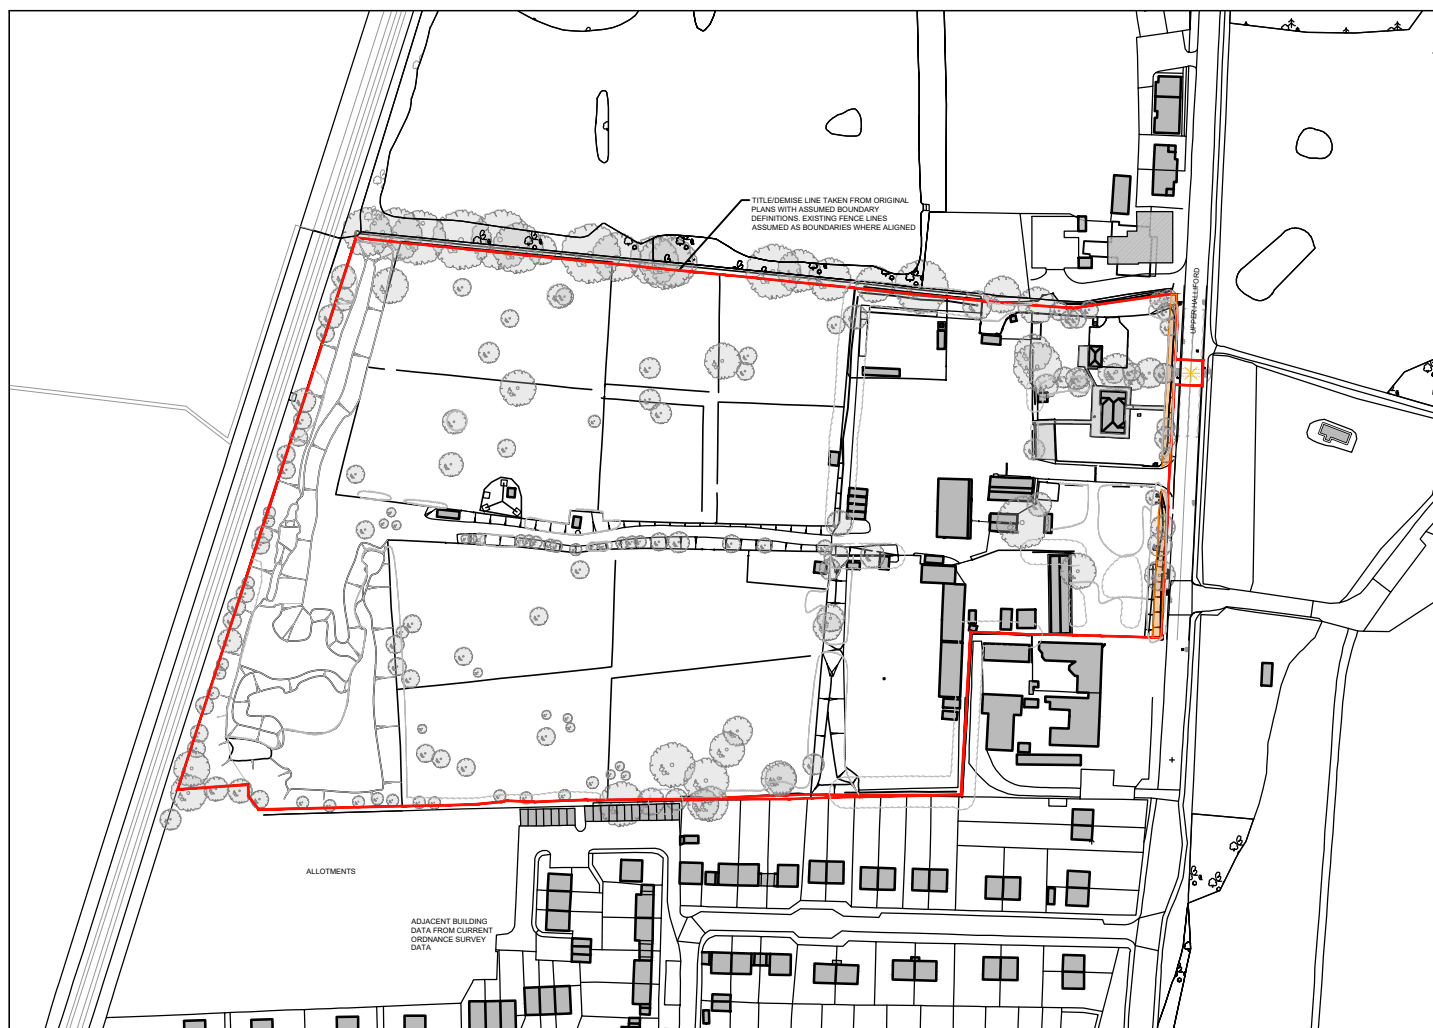 TITLE/DEMISE LINE TAKEN FROM ORIGINAL
PLANS WITH ASSUMED BOUNDARY
DEFINITIONS. EXISTING FENCE LINES
ASSUMED AS BOUNDARIES WHERE ALIGNED
UPPER HALLIFORD
ALLOTMENTS
ADJACENT BUILDING
DATA FROM CURRENT
ORDNANCE SURVEY
DATA